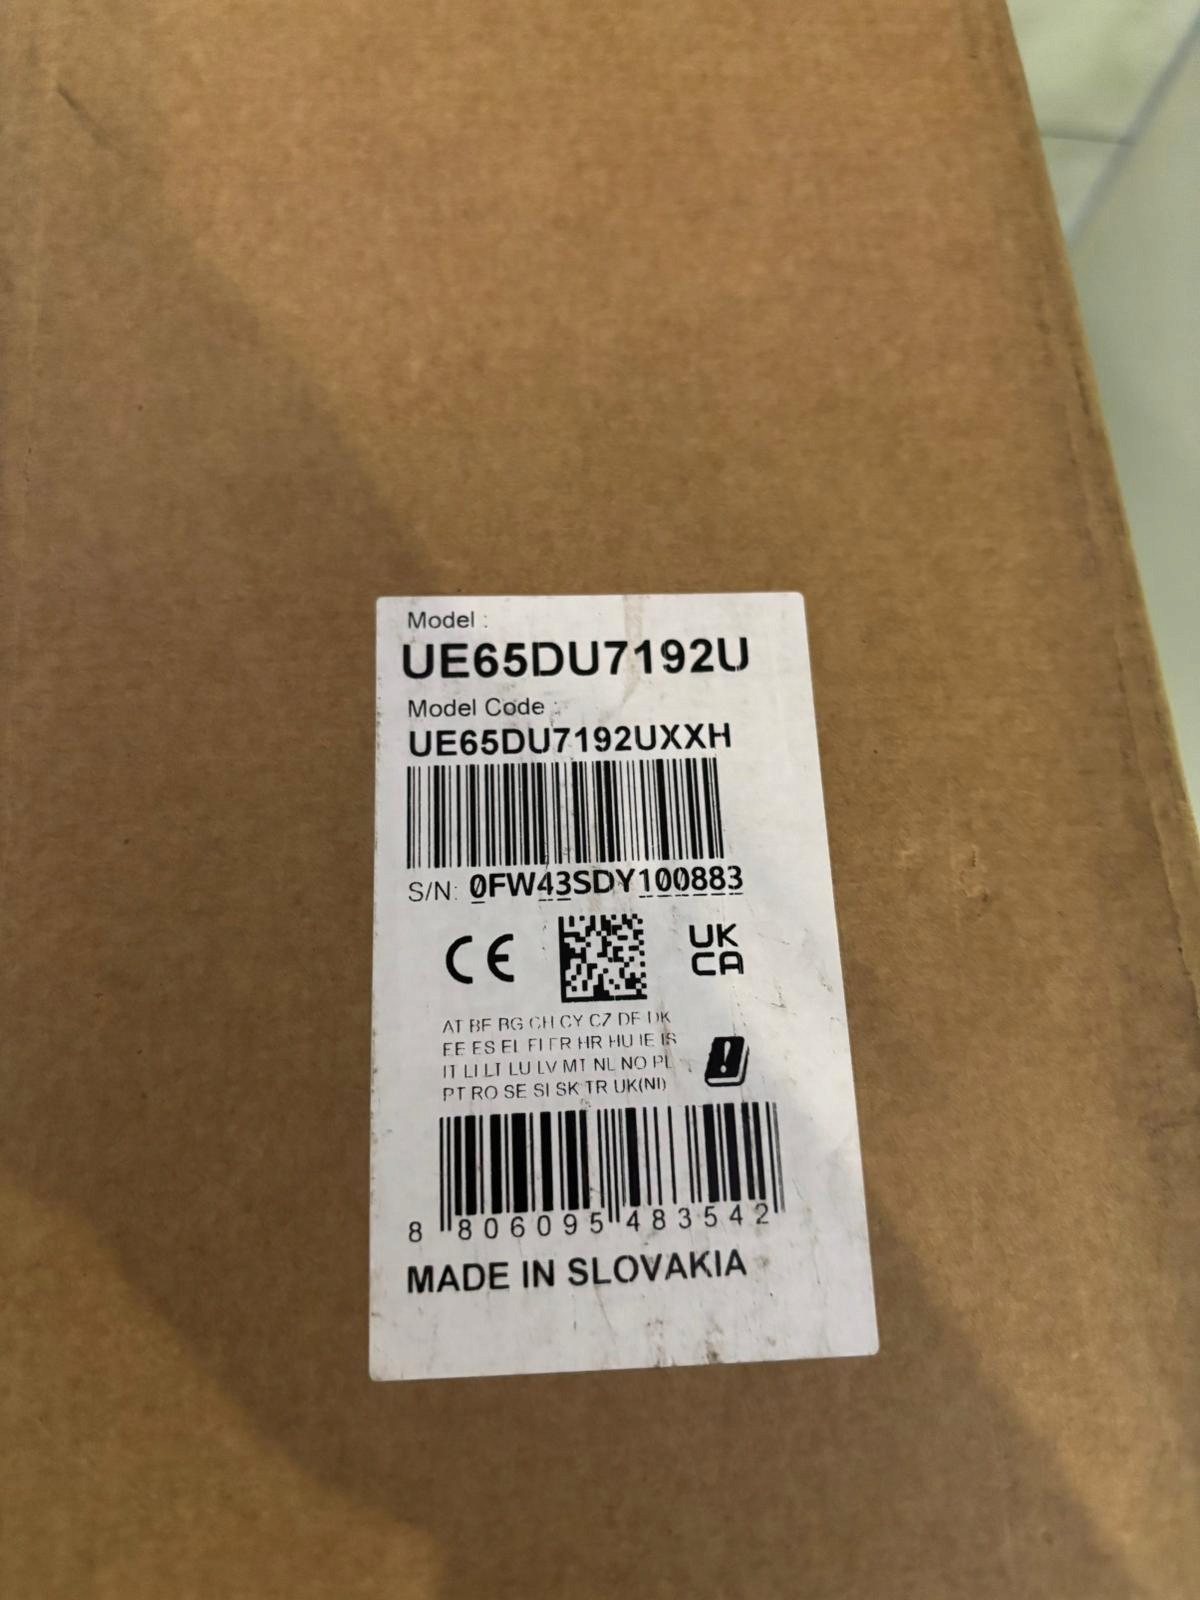 Model :
UE65DU7192U
Model Code :
UE65DU7192UXXH
S/N: 0FW43SDY100883
CE
UK
CA
AT BE BG CH CY CZ DE DK
EE ES EL FI FR HR HU IE IS
IT LI LT LU LV MT NL NO PL
PT RO SE SI SK TR UK(NI)
8 806095 483542
MADE IN SLOVAKIA